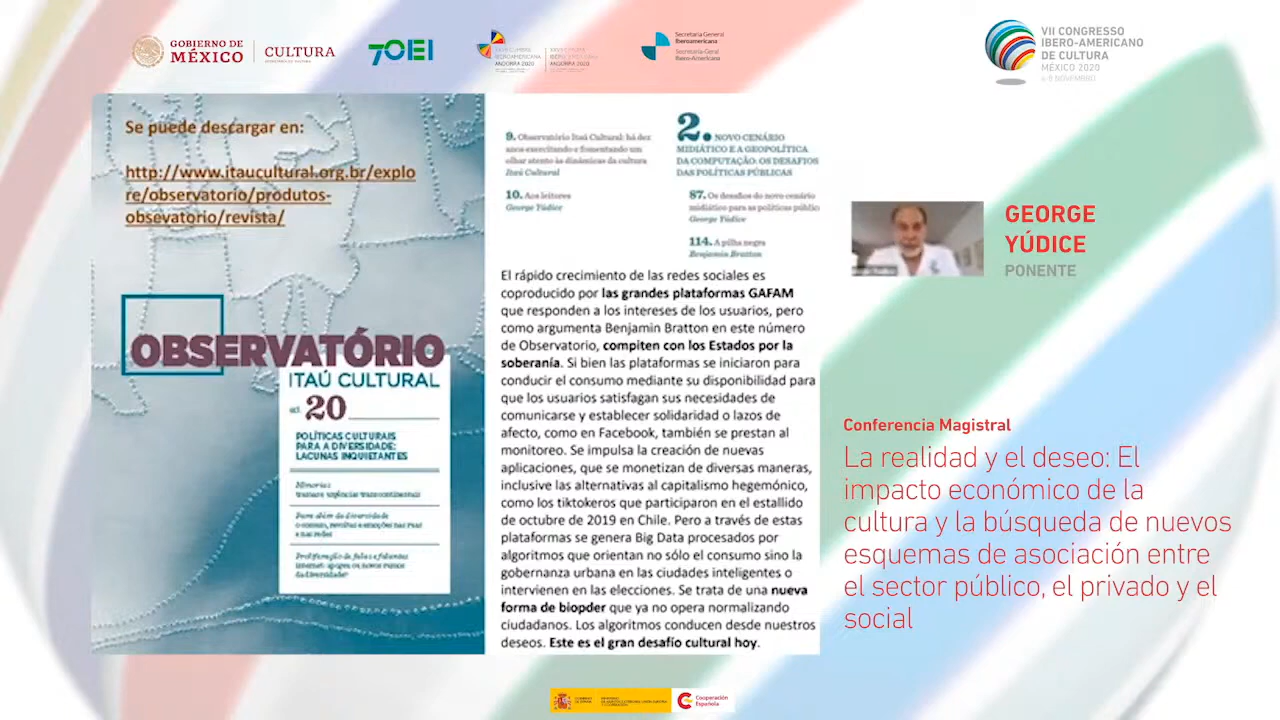 GOBIERNO DE
MÉXICO
CULTURA
7OEI
ANDORRA 2020
ANDORRA 2020
Secretaría General
Iberoamericana
Secretaria-Geral
Ibero-Americana
VII CONGRESSO
IBERO-AMERICANO
DE CULTURA
MÉXICO 2020
4-8 NOVEMBRO
Se puede descargar en:
http://www.itaucultural.org.br/explo
re/observatorio/produtos-
obsevatorio/revista/
OBSERVATÓRIO
ITAÚ CULTURAL
20
POLÍTICAS CULTURAIS
PARA A DIVERSIDADE:
LACUNAS INQUIETANTES
9. Observatório Itaú Cultural: há dez
anos exercitando e fomentando um
olhar atento às dinâmicas da cultura
Itaú Cultural
10. Aos leitores
George Yúdice
2. NOVO CENÁRIO
MIDIÁTICO E A GEOPOLÍTICA
DA COMPUTAÇÃO: OS DESAFIOS
DAS POLÍTICAS PÚBLICAS
87. Os desafios do novo cenário
midiático para as políticas públic
George Yúdice
114. A pilha negra
Benjamin Bratton
El rápido crecimiento de las redes sociales es
coproducido por las grandes plataformas GAFAM
que responden a los intereses de los usuarios, pero
como argumenta Benjamin Bratton en este número
de Observatorio, compiten con los Estados por la
soberanía. Si bien las plataformas se iniciaron para
conducir el consumo mediante su disponibilidad para
que los usuarios satisfagan sus necesidades de
comunicarse y establecer solidaridad o lazos de
afecto, como en Facebook, también se prestan al
monitoreo. Se impulsa la creación de nuevas
aplicaciones, que se monetizan de diversas maneras,
inclusive las alternativas al capitalismo hegemónico,
como los tiktokeros que participaron en el estallido
de octubre de 2019 en Chile. Pero a través de estas
plataformas se genera Big Data procesados por
algoritmos que orientan no sólo el consumo sino la
gobernanza urbana en las ciudades inteligentes o
intervienen en las elecciones. Se trata de una nueva
forma de biopder que ya no opera normalizando
ciudadanos. Los algoritmos conducen desde nuestros
deseos. Este es el gran desafío cultural hoy.
GEORGE
YÚDICE
PONENTE
Conferencia Magistral
La realidad y el deseo: El
impacto económico de la
cultura y la búsqueda de nuevos
esquemas de asociación entre
el sector público, el privado y el
social
Cooperación
Española